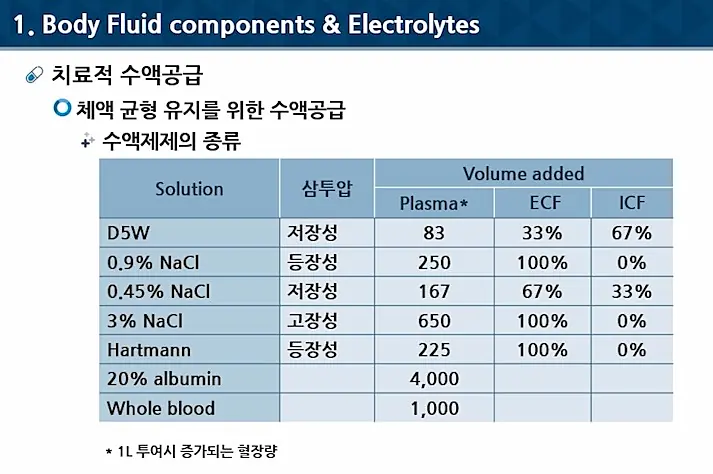 1. Body Fluid components & Electrolytes
치료적 수액공급
체액 균형 유지를 위한 수액공급
수액제제의 종류
Solution 삼투압 Volume added
Plasma* ECF ICF
D5W 저장성 83 33% 67%
0.9% NaCl 등장성 250 100% 0%
0.45% NaCl 저장성 167 67% 33%
3% NaCl 고장성 650 100% 0%
Hartmann 등장성 225 100% 0%
20% albumin 4,000
Whole blood 1,000
* 1L 투여시 증가되는 혈장량